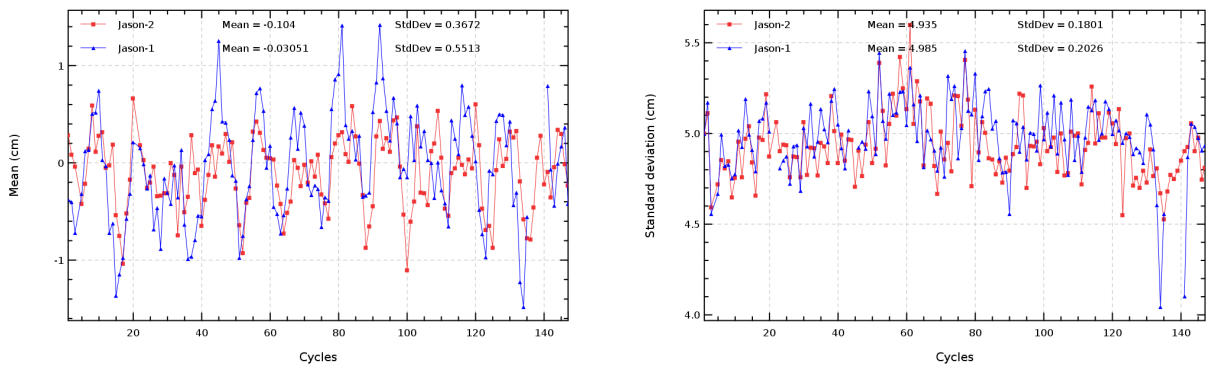 Jason-2 Mean = -0.104 StdDev = 0.3672
Jason-1 Mean = -0.03051 StdDev = 0.5513
1
0
-1
Mean (cm)
20 40 60 80 100 120 140
Cycles
Jason-2 Mean = 4.935 StdDev = 0.1801
Jason-1 Mean = 4.985 StdDev = 0.2026
5.5
5.0
4.5
4.0
Standard deviation (cm)
20 40 60 80 100 120 140
Cycles